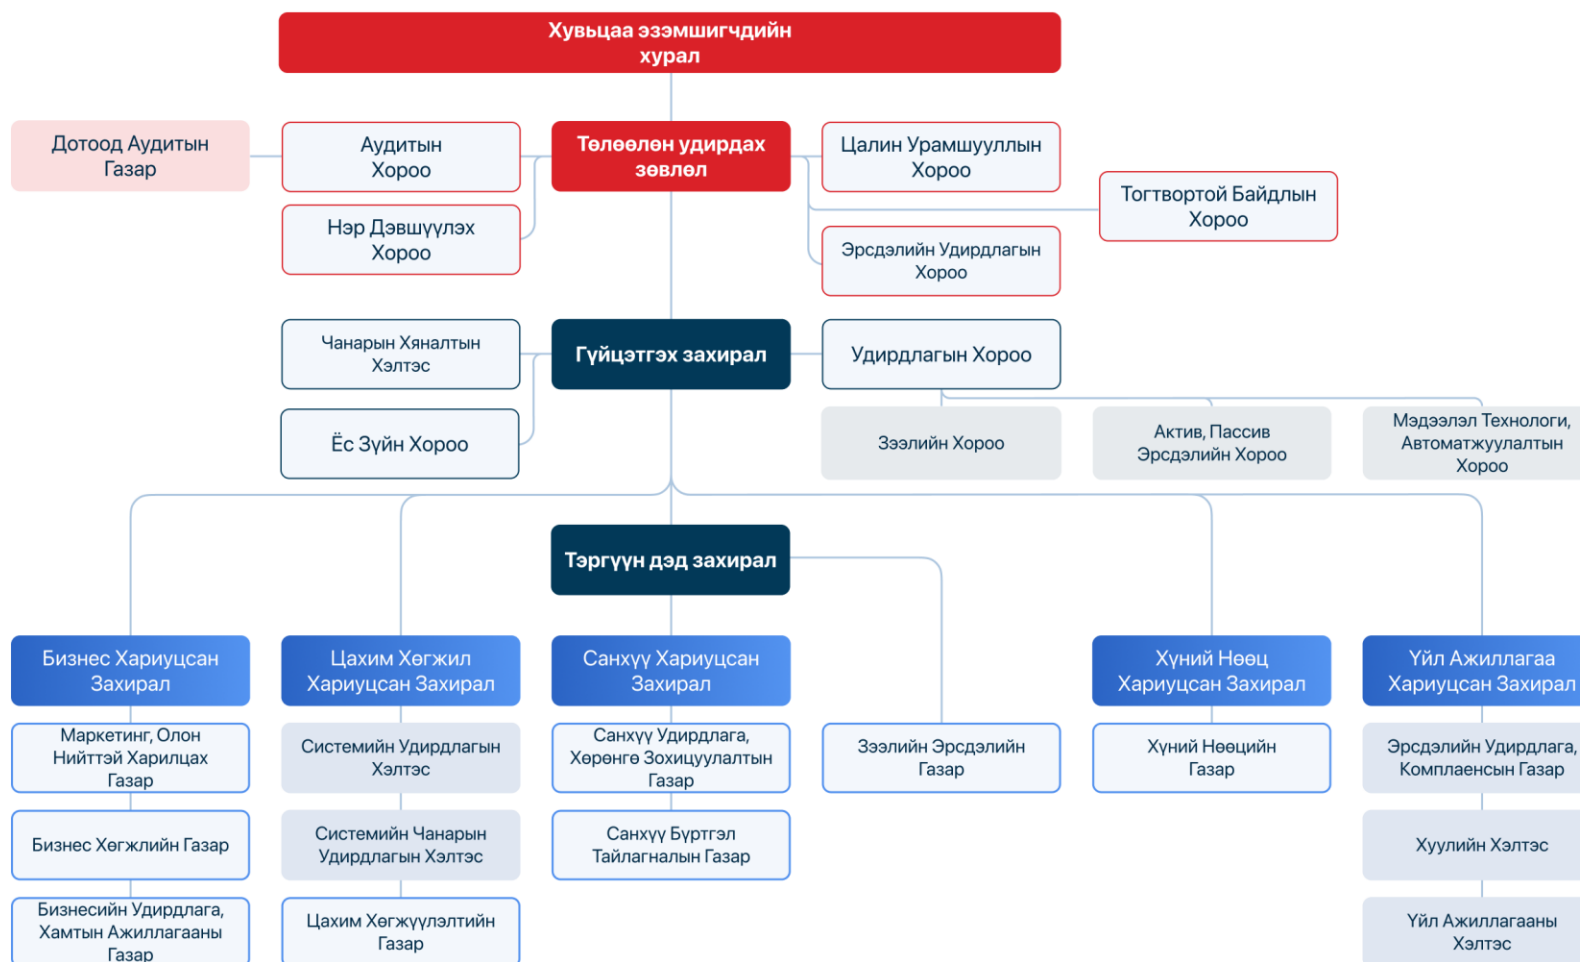 Хувьцаа эзэмшигчдийн
хурал
Дотоод Аудитын
Газар
Аудитын
Хороо
Төлөөлөн удирдах
зөвлөл
Цалин Урамшууллын
Хороо
Тогтвортой Байдлын
Хороо
Нэр Дэвшүүлэх
Хороо
Эрсдэлийн Удирдлагын
Хороо
Чанарын Хяналтын
Хэлтэс
Гүйцэтгэх захирал
Удирдлагын Хороо
Ёс Зүйн Хороо
Зээлийн Хороо
Актив, Пассив
Эрсдэлийн Хороо
Мэдээлэл Технологи,
Автоматжуулалтын
Хороо
Тэргүүн дэд захирал
Бизнес Хариуцсан
Захирал
Цахим Хөгжил
Хариуцсан Захирал
Санхүү Хариуцсан
Захирал
Хүний Нөөц
Хариуцсан Захирал
Үйл Ажиллагаа
Хариуцсан Захирал
Маркетинг, Олон
Нийттэй Харилцах
Газар
Системийн Удирдлагын
Хэлтэс
Санхүү Удирдлага,
Хөрөнгө Зохицуулалтын
Газар
Зээлийн Эрсдэлийн
Газар
Хүний Нөөцийн
Газар
Эрсдэлийн Удирдлага,
Комплаенсын Газар
Бизнес Хөгжлийн Газар
Системийн Чанарын
Удирдлагын Хэлтэс
Санхүү Бүртгэл
Тайлагналын Газар
Хуулийн Хэлтэс
Бизнесийн Удирдлага,
Хамтын Ажиллагааны
Газар
Цахим Хөгжүүлэлтийн
Газар
Үйл Ажиллагааны
Хэлтэс